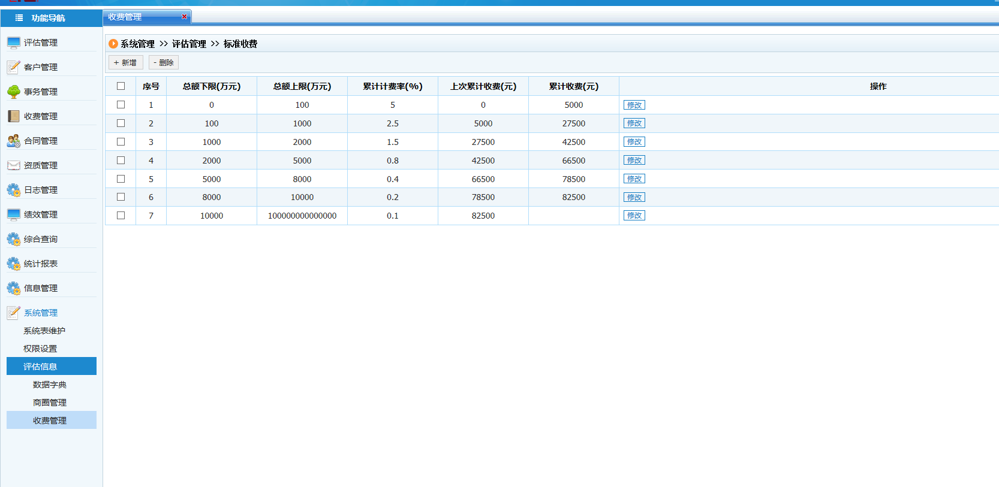 功能导航
收费管理
评估管理
客户管理
事务管理
收费管理
合同管理
资质管理
日志管理
绩效管理
综合查询
统计报表
信息管理
系统管理
系统表维护
权限设置
评估信息
数据字典
商圈管理
收费管理
系统管理 >> 评估管理 >> 标准收费
+ 新增 - 删除
序号 总额下限(万元) 总额上限(万元) 累计计费率(%) 上次累计收费(元) 累计收费(元) 操作
1 0 100 5 0 5000 修改
2 100 1000 2.5 5000 27500 修改
3 1000 2000 1.5 27500 42500 修改
4 2000 5000 0.8 42500 66500 修改
5 5000 8000 0.4 66500 78500 修改
6 8000 10000 0.2 78500 82500 修改
7 10000 100000000000000 0.1 82500 修改